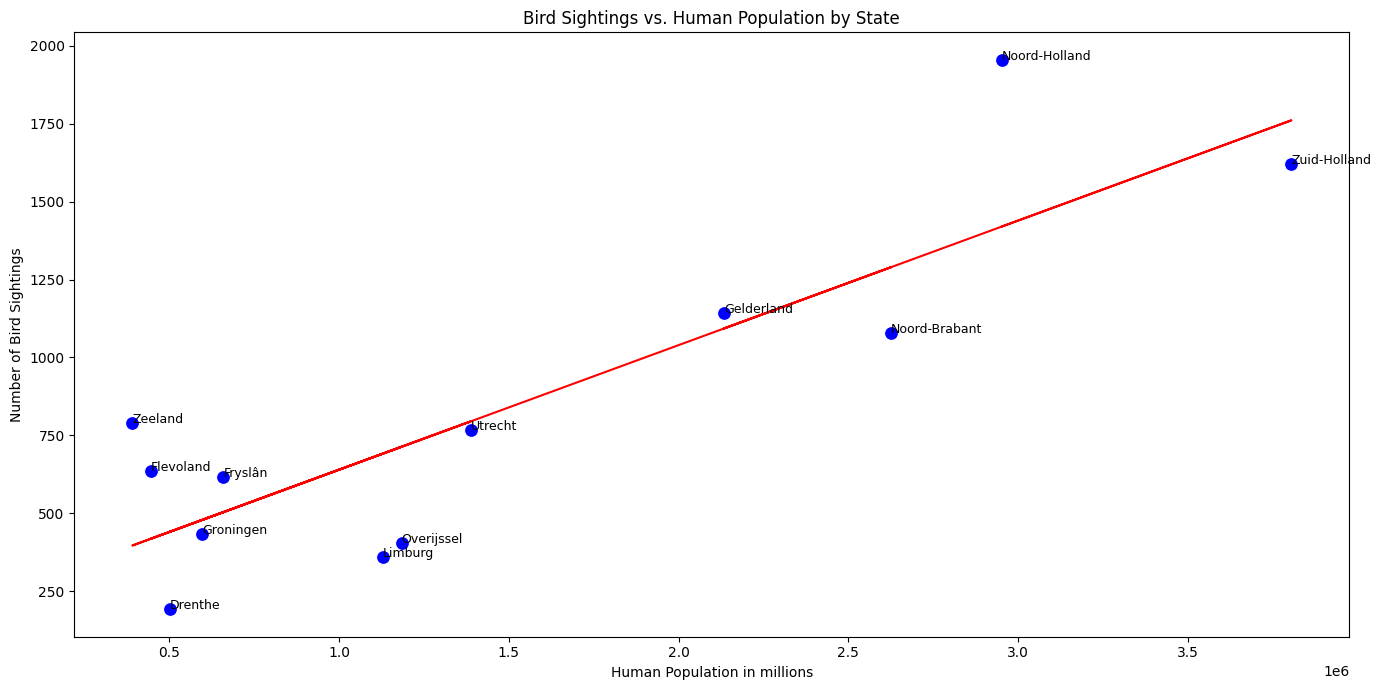 Bird Sightings vs. Human Population by State
Number of Bird Sightings
2000
1750
1500
1250
1000
750
500
250
Noord-Holland
Zuid-Holland
Gelderland
Noord-Brabant
Zeeland
Utrecht
Flevoland
Fryslân
Groningen
Overijssel
Limburg
Drenthe
0.5 1.0 1.5 2.0 2.5 3.0 3.5
1e6
Human Population in millions